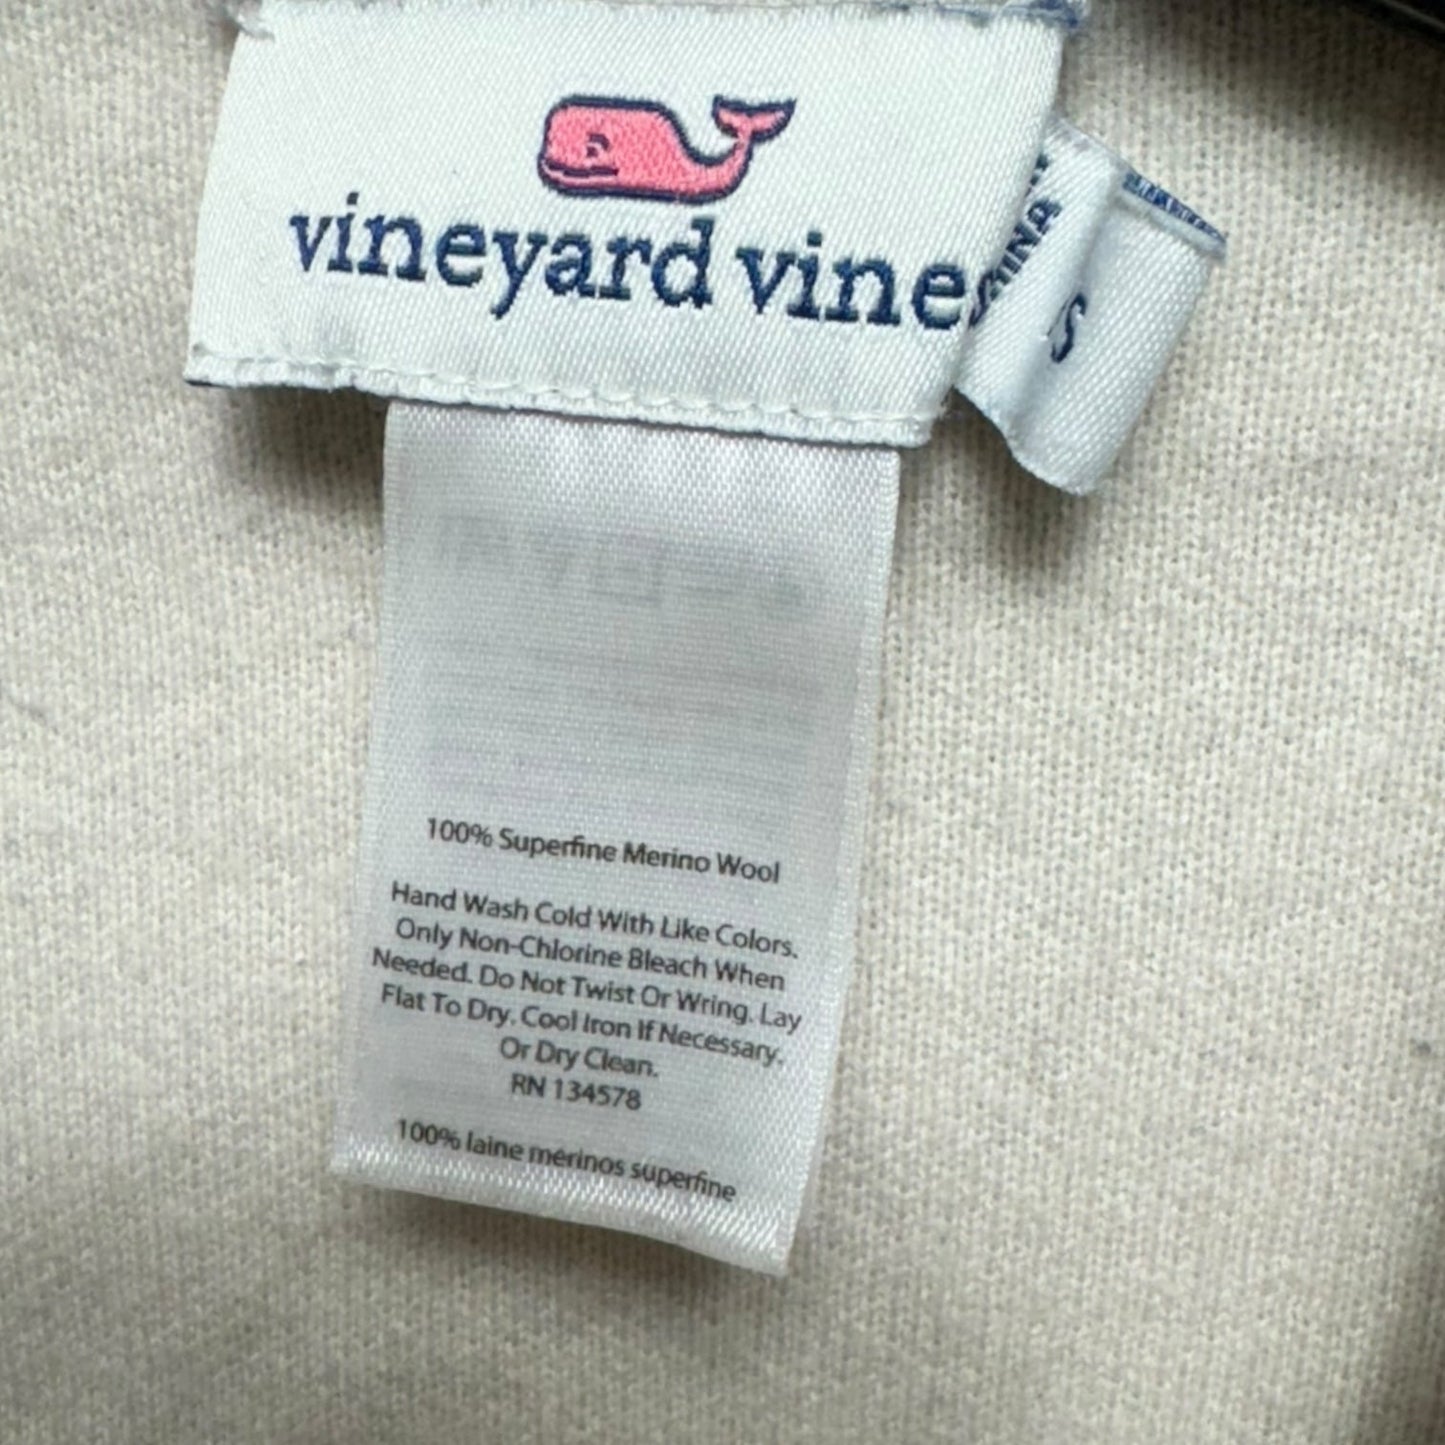 vineyard vine
S
100% Superfine Merino Wool
Hand Wash Cold With Like Colors.
Only Non-Chlorine Bleach When
Needed. Do Not Twist Or Wring. Lay
Flat To Dry. Cool Iron If Necessary.
Or Dry Clean.
RN 134578
100% laine mérinos superfine